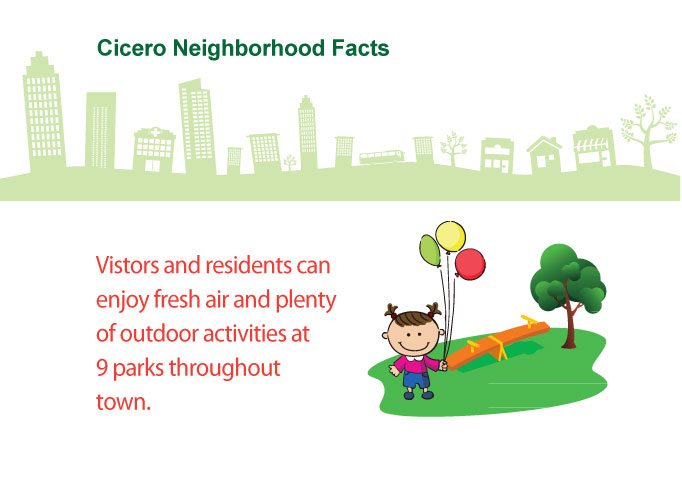 Cicero Neighborhood Facts
Vistors and residents can
enjoy fresh air and plenty
of outdoor activities at
9 parks throughout
town.